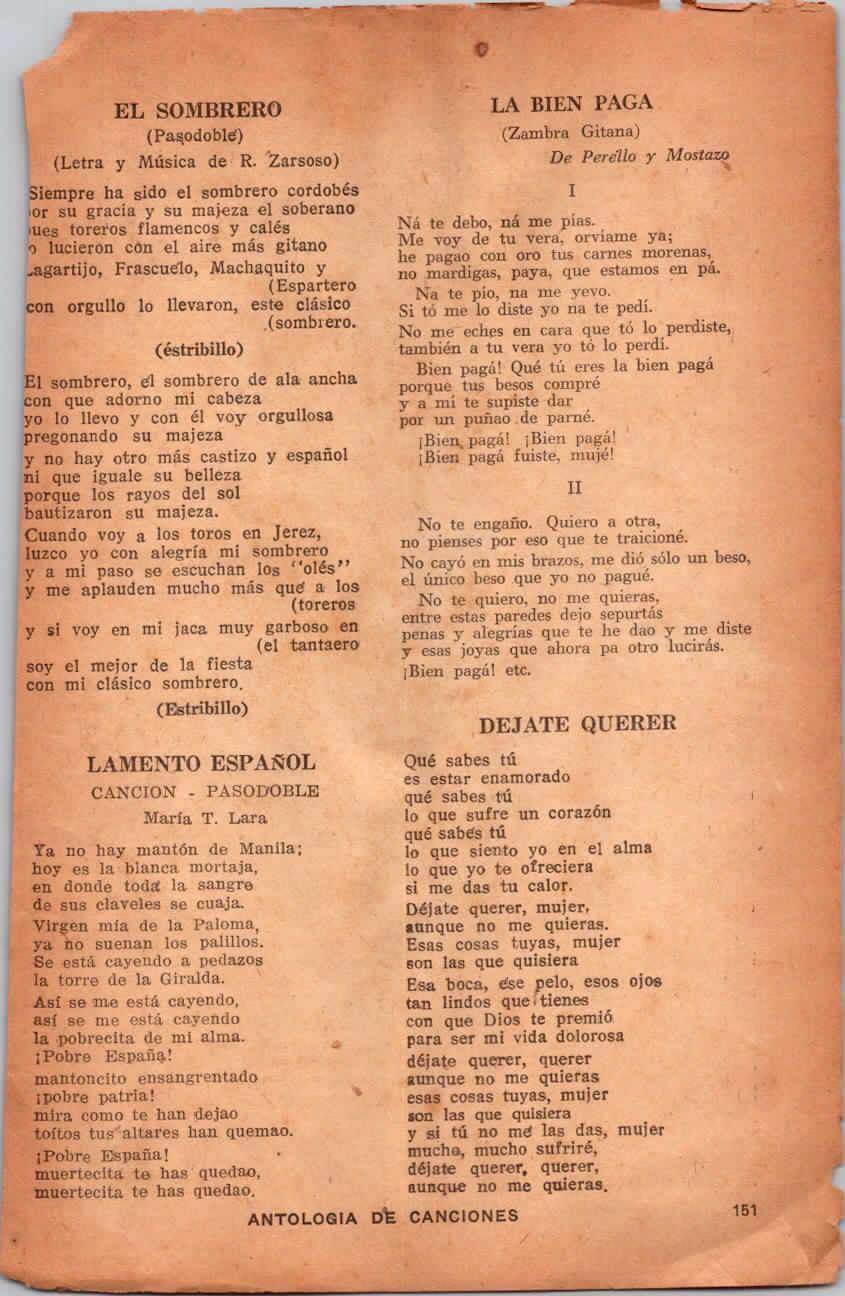 EL SOMBRERO
(Pasodoble)
(Letra y Música de R. Zarsoso)
Siempre ha sido el sombrero cordobés
or su gracia y su majeza el soberano
ues toreros flamencos y calés
o lucieron con el aire más gitano
Lagartijo, Frascuelo, Machaquito y
(Espartero
con orgullo lo llevaron, este clásico
(sombrero.
(éstribillo)
El sombrero, el sombrero de ala ancha
con que adorno mi cabeza
yo lo llevo y con él voy orgullosa
pregonando su majeza
y no hay otro más castizo y español
ni que iguale su belleza
porque los rayos del sol
bautizaron su majeza.
Cuando voy a los toros en Jerez,
luzco yo con alegría mi sombrero
y a mi paso se escuchan los "olés"
y me aplauden mucho más que a los
(toreros
y si voy en mi jaca muy garboso en
(el tantaero
soy el mejor de la fiesta
con mi clásico sombrero.
(Estribillo)
LAMENTO ESPAÑOL
CANCION - PASODOBLE
María T. Lara
Ya no hay mantón de Manila;
hoy es la blanca mortaja,
en donde toda la sangre
de sus claveles se cuaja.
Virgen mía de la Paloma,
ya no suenan los palillos.
Se está cayendo a pedazos
la torre de la Giralda.
Así se me está cayendo,
así se me está cayendo
la pobrecita de mi alma.
¡Pobre España!
mantoncito ensangrentado
¡pobre patria!
mira como te han dejao
toítos tus altares han quemao.
¡Pobre España!
muertecita te has quedao,
muertecita te has quedao.
LA BIEN PAGA
(Zambra Gitana)
De Perello y Mostazo
I
Ná te debo, ná me pías.
Me voy de tu vera, orvíame ya;
he pagao con oro tus carnes morenas,
no mardigas, paya, que estamos en pá.
Na te pío, na me yevo.
Si tó me lo diste yo na te pedí.
No me eches en cara que tó lo perdiste,
también a tu vera yo tó lo perdí.
Bien pagá! Qué tú eres la bien pagá
porque tus besos compré
y a mí te supiste dar
por un puñao de parné.
¡Bien pagá! ¡Bien pagá!
¡Bien pagá fuiste, mujé!
II
No te engaño. Quiero a otra,
no pienses por eso que te traicioné.
No cayó en mis brazos, me dió sólo un beso,
el único beso que yo no pagué.
No te quiero, no me quieras,
entre estas paredes dejo sepurtás
penas y alegrías que te he dao y me diste
y esas joyas que ahora pa otro lucirás.
¡Bien pagá! etc.
DEJATE QUERER
Qué sabes tú
es estar enamorado
qué sabes tú
lo que sufre un corazón
qué sabes tú
lo que siento yo en el alma
lo que yo te ofreciera
si me das tu calor.
Déjate querer, mujer,
aunque no me quieras.
Esas cosas tuyas, mujer
son las que quisiera
Esa boca, ese pelo, esos ojos
tan lindos que tienes
con que Dios te premió
para ser mi vida dolorosa
déjate querer, querer
aunque no me quieras
esas cosas tuyas, mujer
son las que quisiera
y si tú no me las das, mujer
mucho, mucho sufriré,
déjate querer, querer,
aunque no me quieras.
ANTOLOGIA DE CANCIONES
151